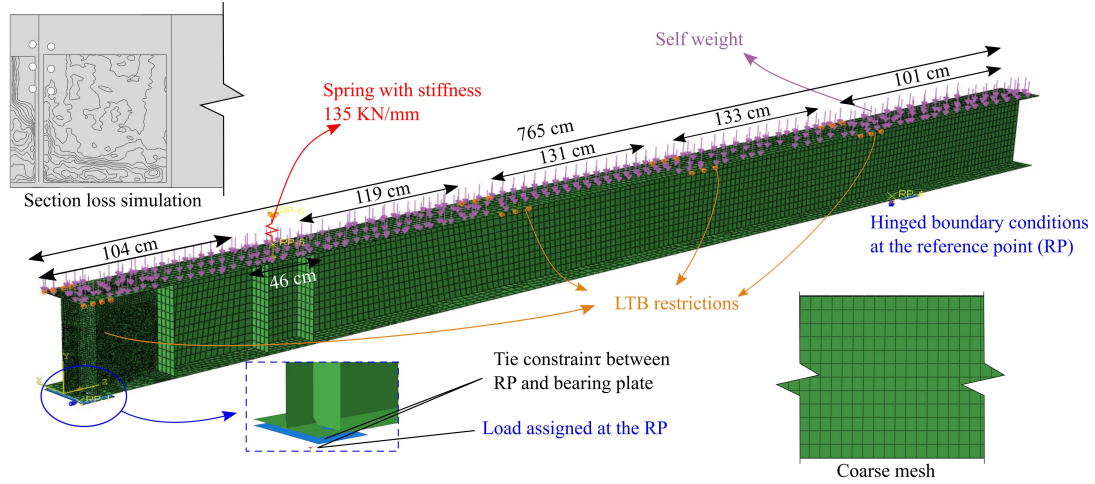 Self weight
Spring with stiffness
135 KN/mm
101 cm
133 cm
765 cm
131 cm
119 cm
104 cm
46 cm
Section loss simulation
Hinged boundary conditions
at the reference point (RP)
LTB restrictions
Tie constrainτ between
RP and bearing plate
Load assigned at the RP
Coarse mesh